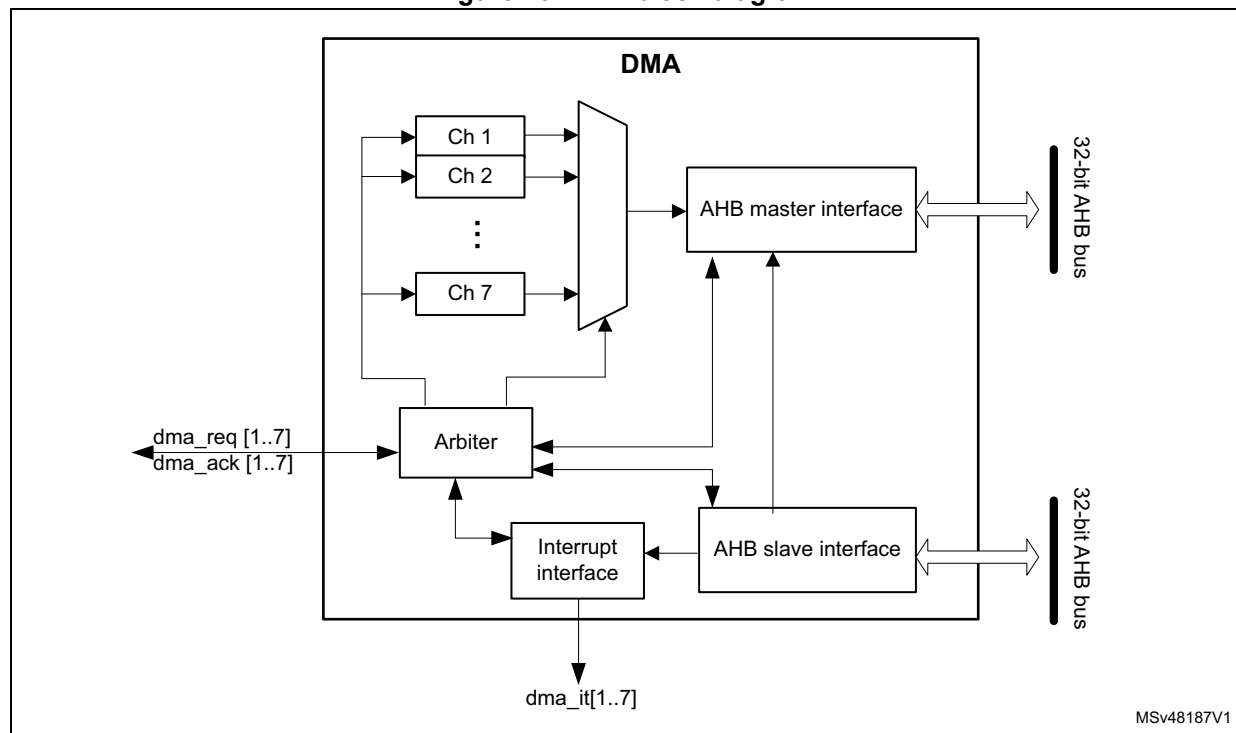 DMA
Ch 1
Ch 2
Ch 7
AHB master interface
32-bit AHB bus
dma_req [1..7]
dma_ack [1..7]
Arbiter
Interrupt
interface
AHB slave interface
32-bit AHB bus
dma_it[1..7]
MSv48187V1